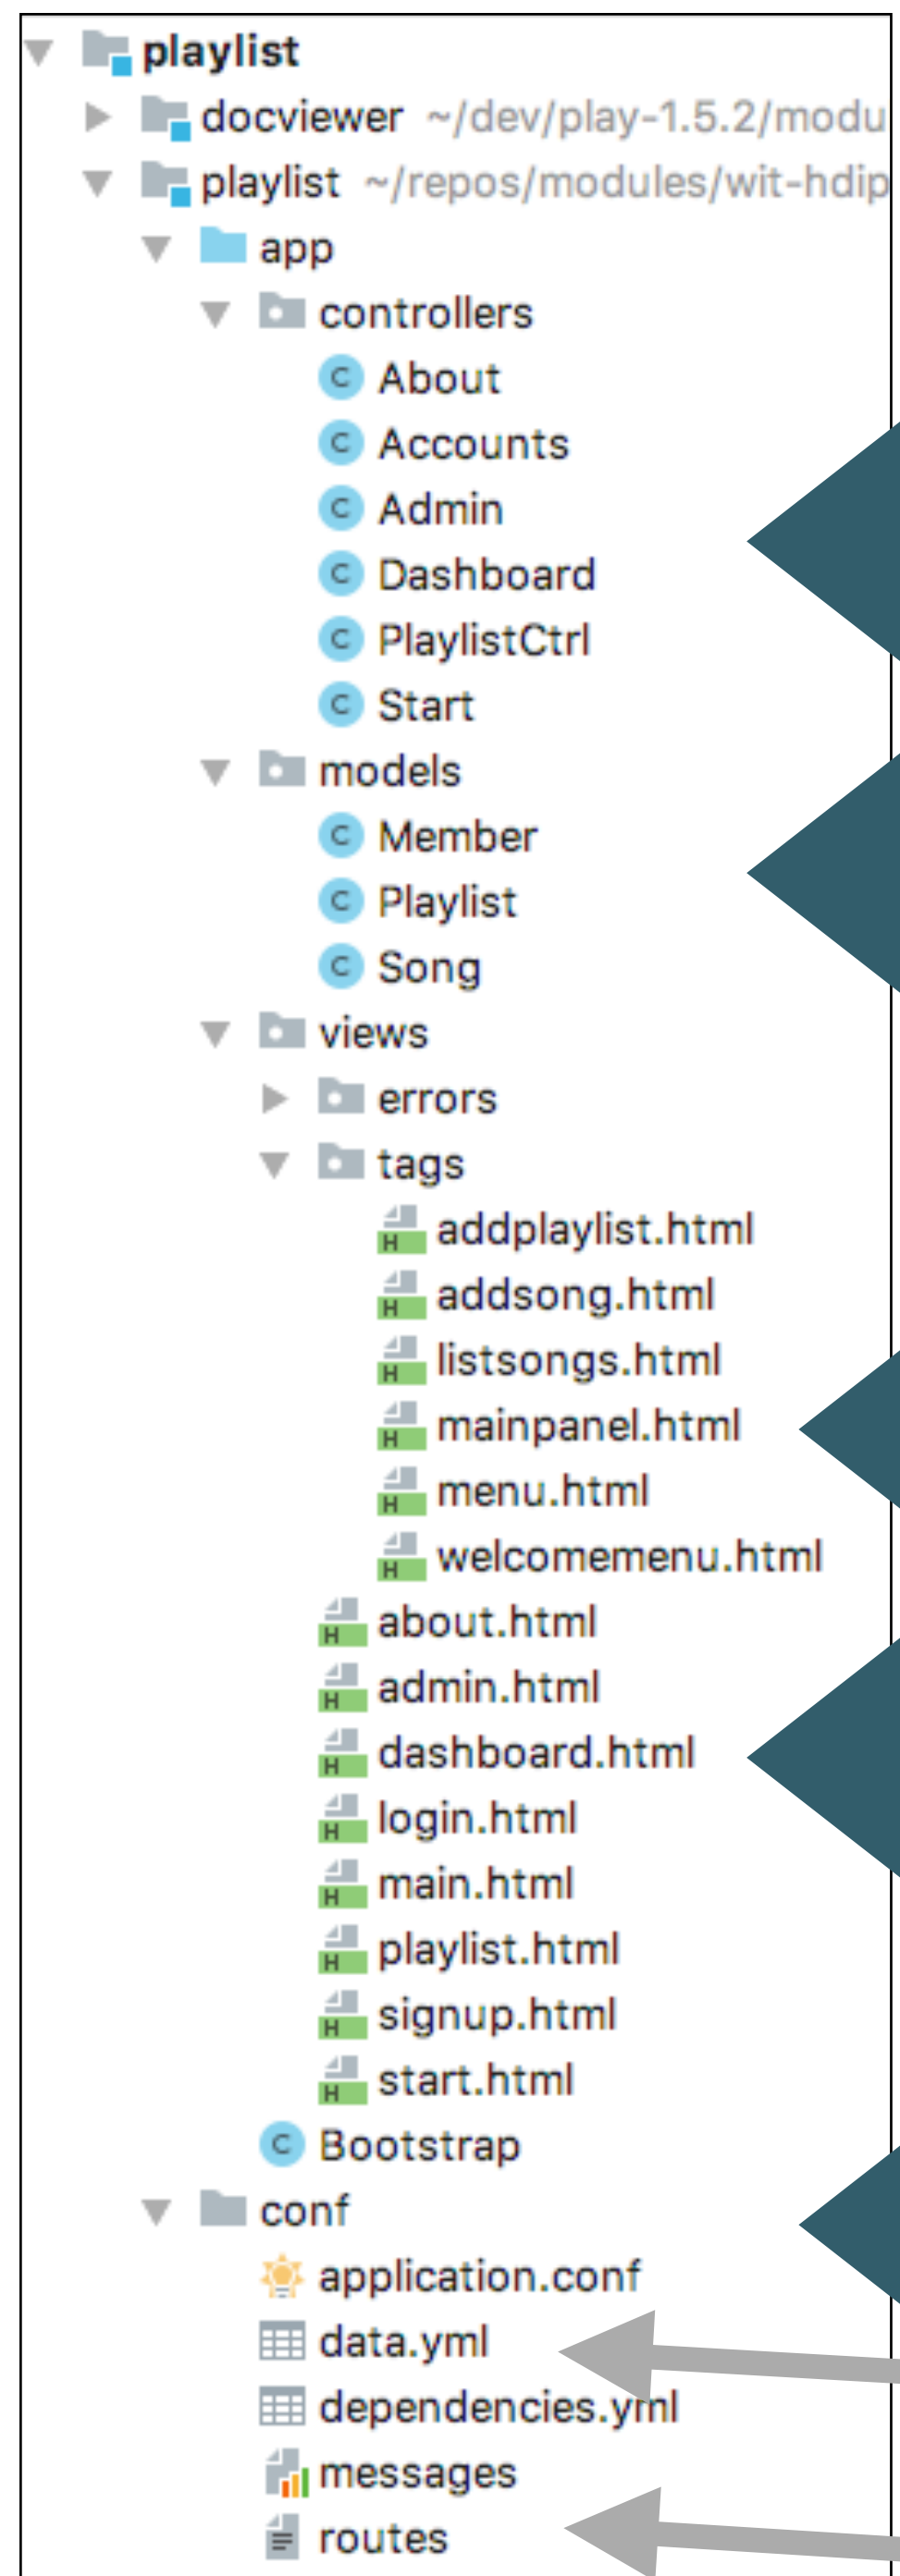 playlist
docviewer ~/dev/play-1.5.2/modu
playlist ~/repos/modules/wit-hdip
app
controllers
About
Accounts
Admin
Dashboard
PlaylistCtrl
Start
models
Member
Playlist
Song
views
errors
tags
addplaylist.html
addsong.html
listsongs.html
mainpanel.html
menu.html
welcomemenu.html
about.html
admin.html
dashboard.html
login.html
main.html
playlist.html
signup.html
start.html
Bootstrap
conf
application.conf
data.yml
dependencies.yml
messages
routes